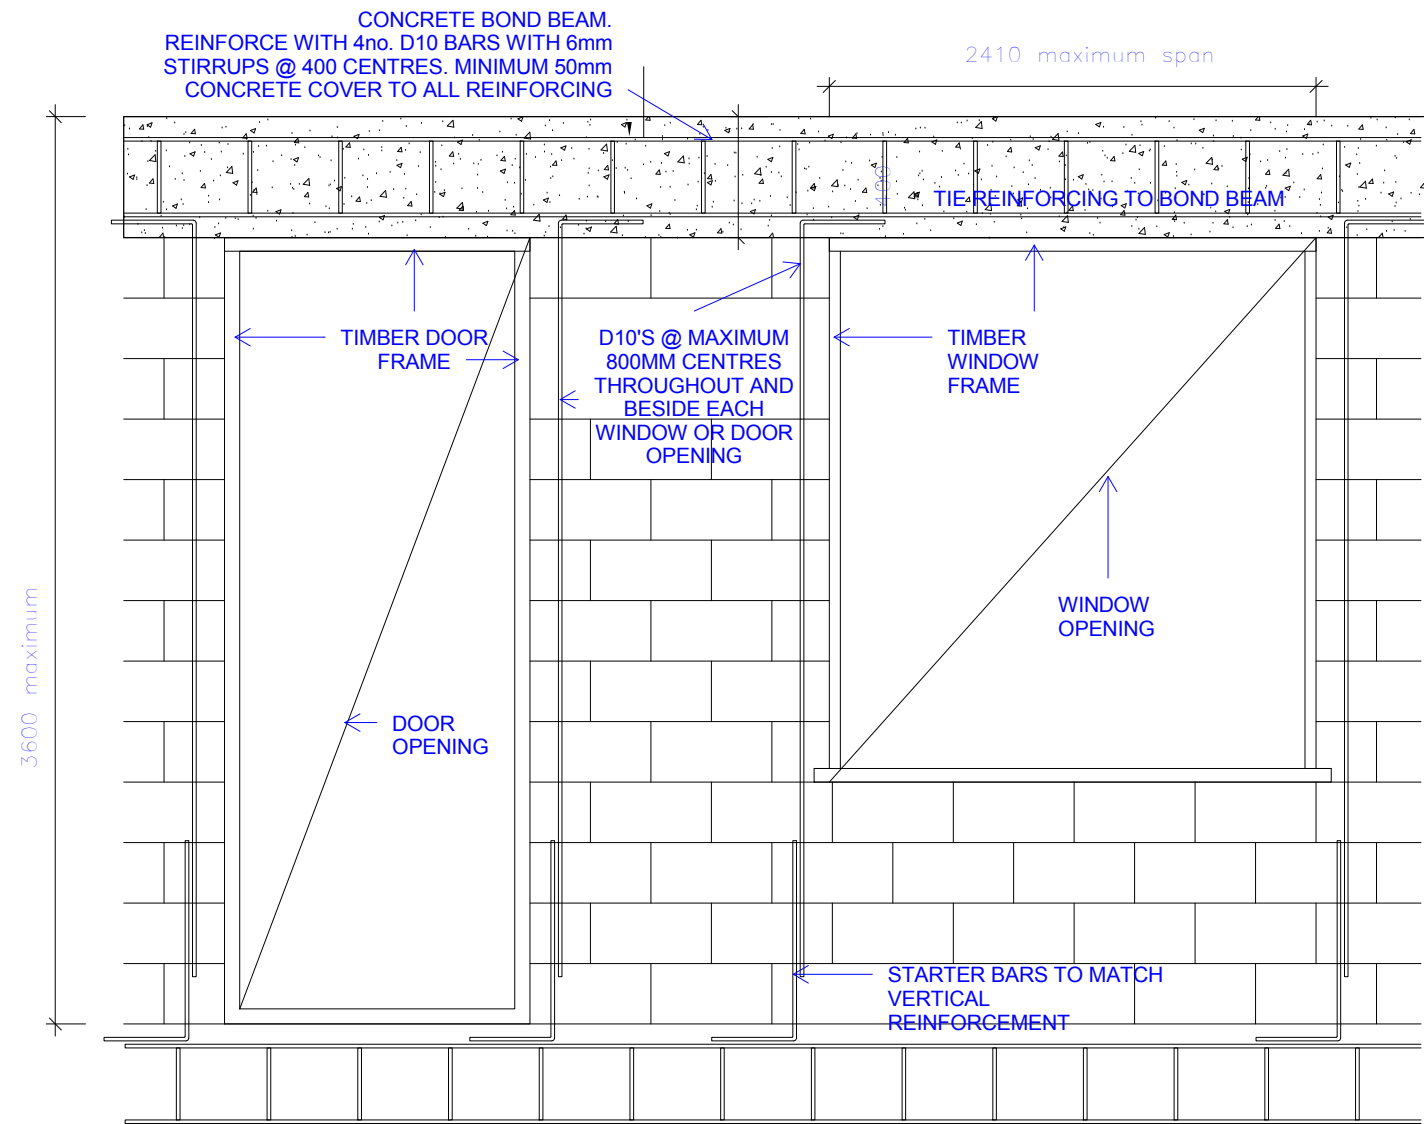 CONCRETE BOND BEAM.
REINFORCE WITH 4no. D10 BARS WITH 6mm
STIRRUPS @ 400 CENTRES. MINIMUM 50mm
CONCRETE COVER TO ALL REINFORCING
2410 maximum span
400
TIE REINFORCING TO BOND BEAM
TIMBER DOOR
FRAME
D10'S @ MAXIMUM
800MM CENTRES
THROUGHOUT AND
BESIDE EACH
WINDOW OR DOOR
OPENING
TIMBER
WINDOW
FRAME
WINDOW
OPENING
3600 maximum
DOOR
OPENING
STARTER BARS TO MATCH
VERTICAL
REINFORCEMENT